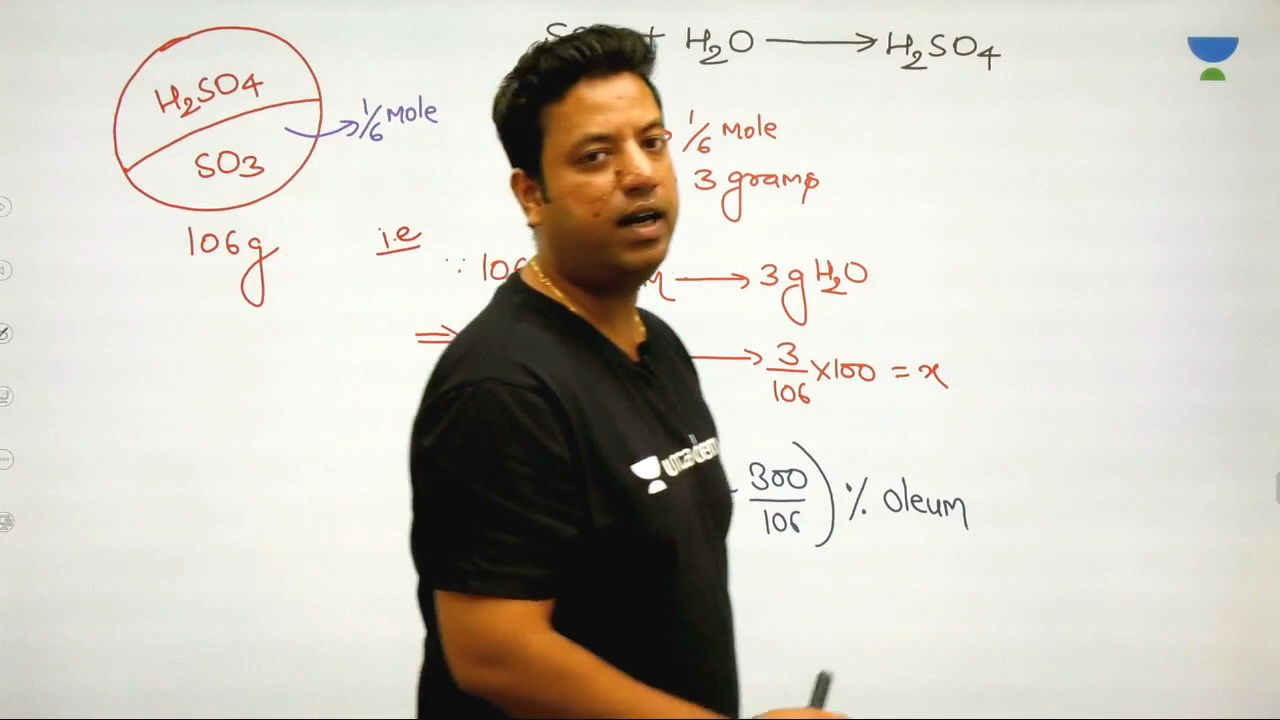 + H₂O ⟶ H₂SO₄
H₂SO₄
SO₃
→ 1/6 Mole
→ 1/6 Mole
3 grams
106g
i.e
∵ 106 ⟶ 3g H₂O
⇒ ⟶ 3/106 ×100 = x
300/106 ) % Oleum